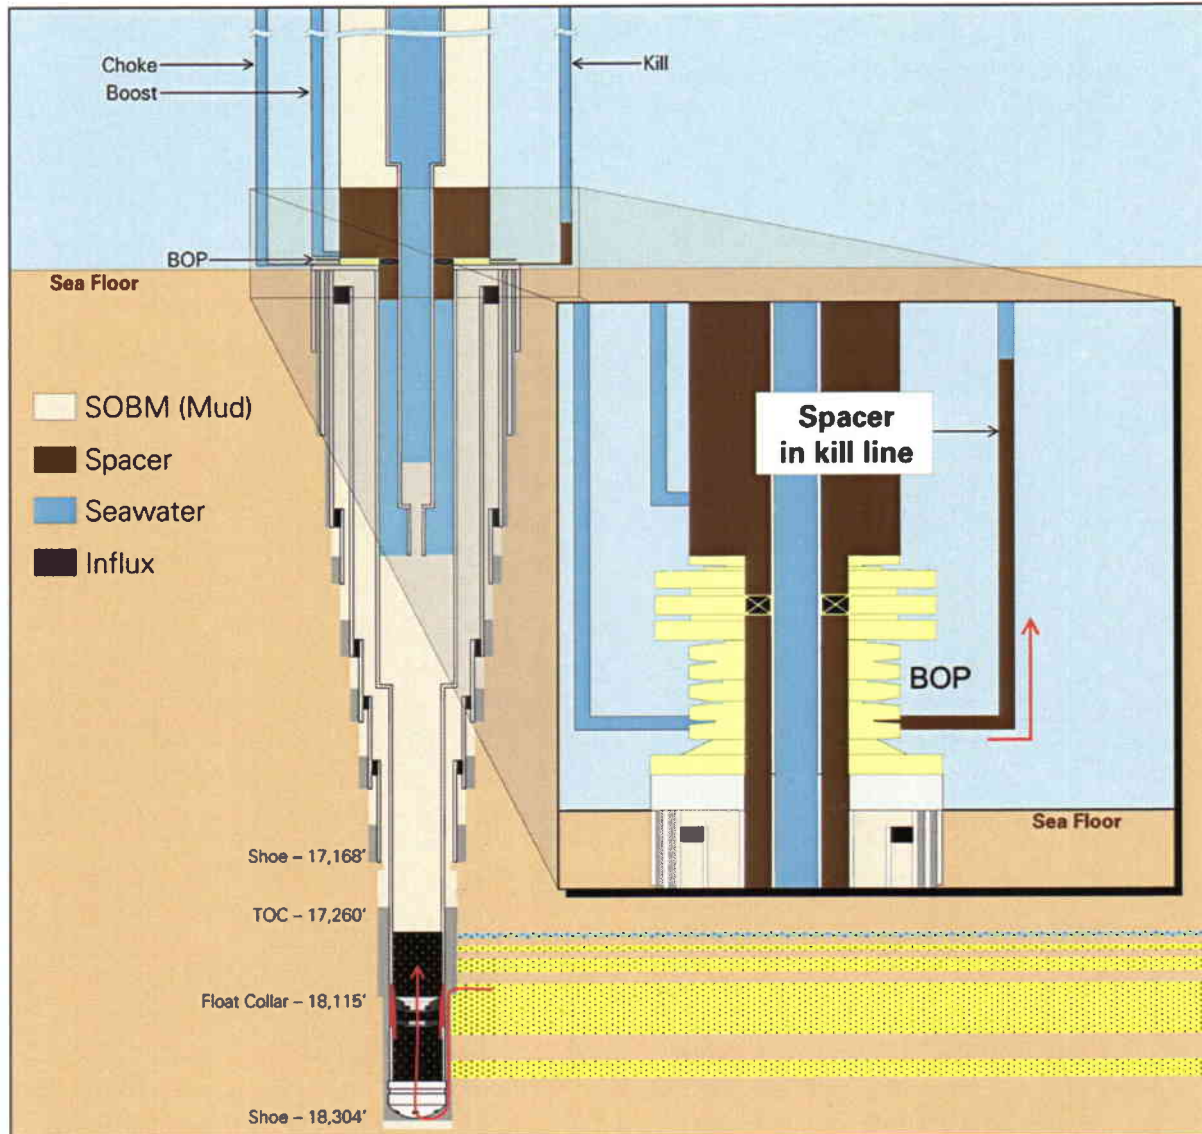 Choke
Boost
Kill
BOP
Sea Floor
SOBM (Mud)
Spacer
Seawater
Influx
Spacer
in kill line
BOP
Sea Floor
Shoe – 17,168'
TOC – 17,260'
Float Collar – 18,115'
Shoe – 18,304'